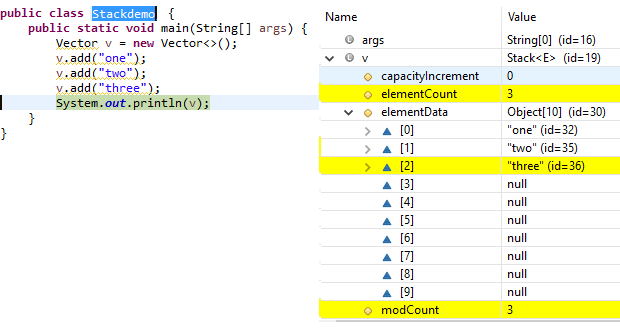 public class Stackdemo {
public static void main(String[] args) {
Vector v = new Vector<>();
v.add("one");
v.add("two");
v.add("three");
System.out.println(v);
}
}
Name Value
args String[0] (id=16)
v Stack<E> (id=19)
capacityIncrement 0
elementCount 3
elementData Object[10] (id=30)
[0] "one" (id=32)
[1] "two" (id=35)
[2] "three" (id=36)
[3] null
[4] null
[5] null
[6] null
[7] null
[8] null
[9] null
modCount 3